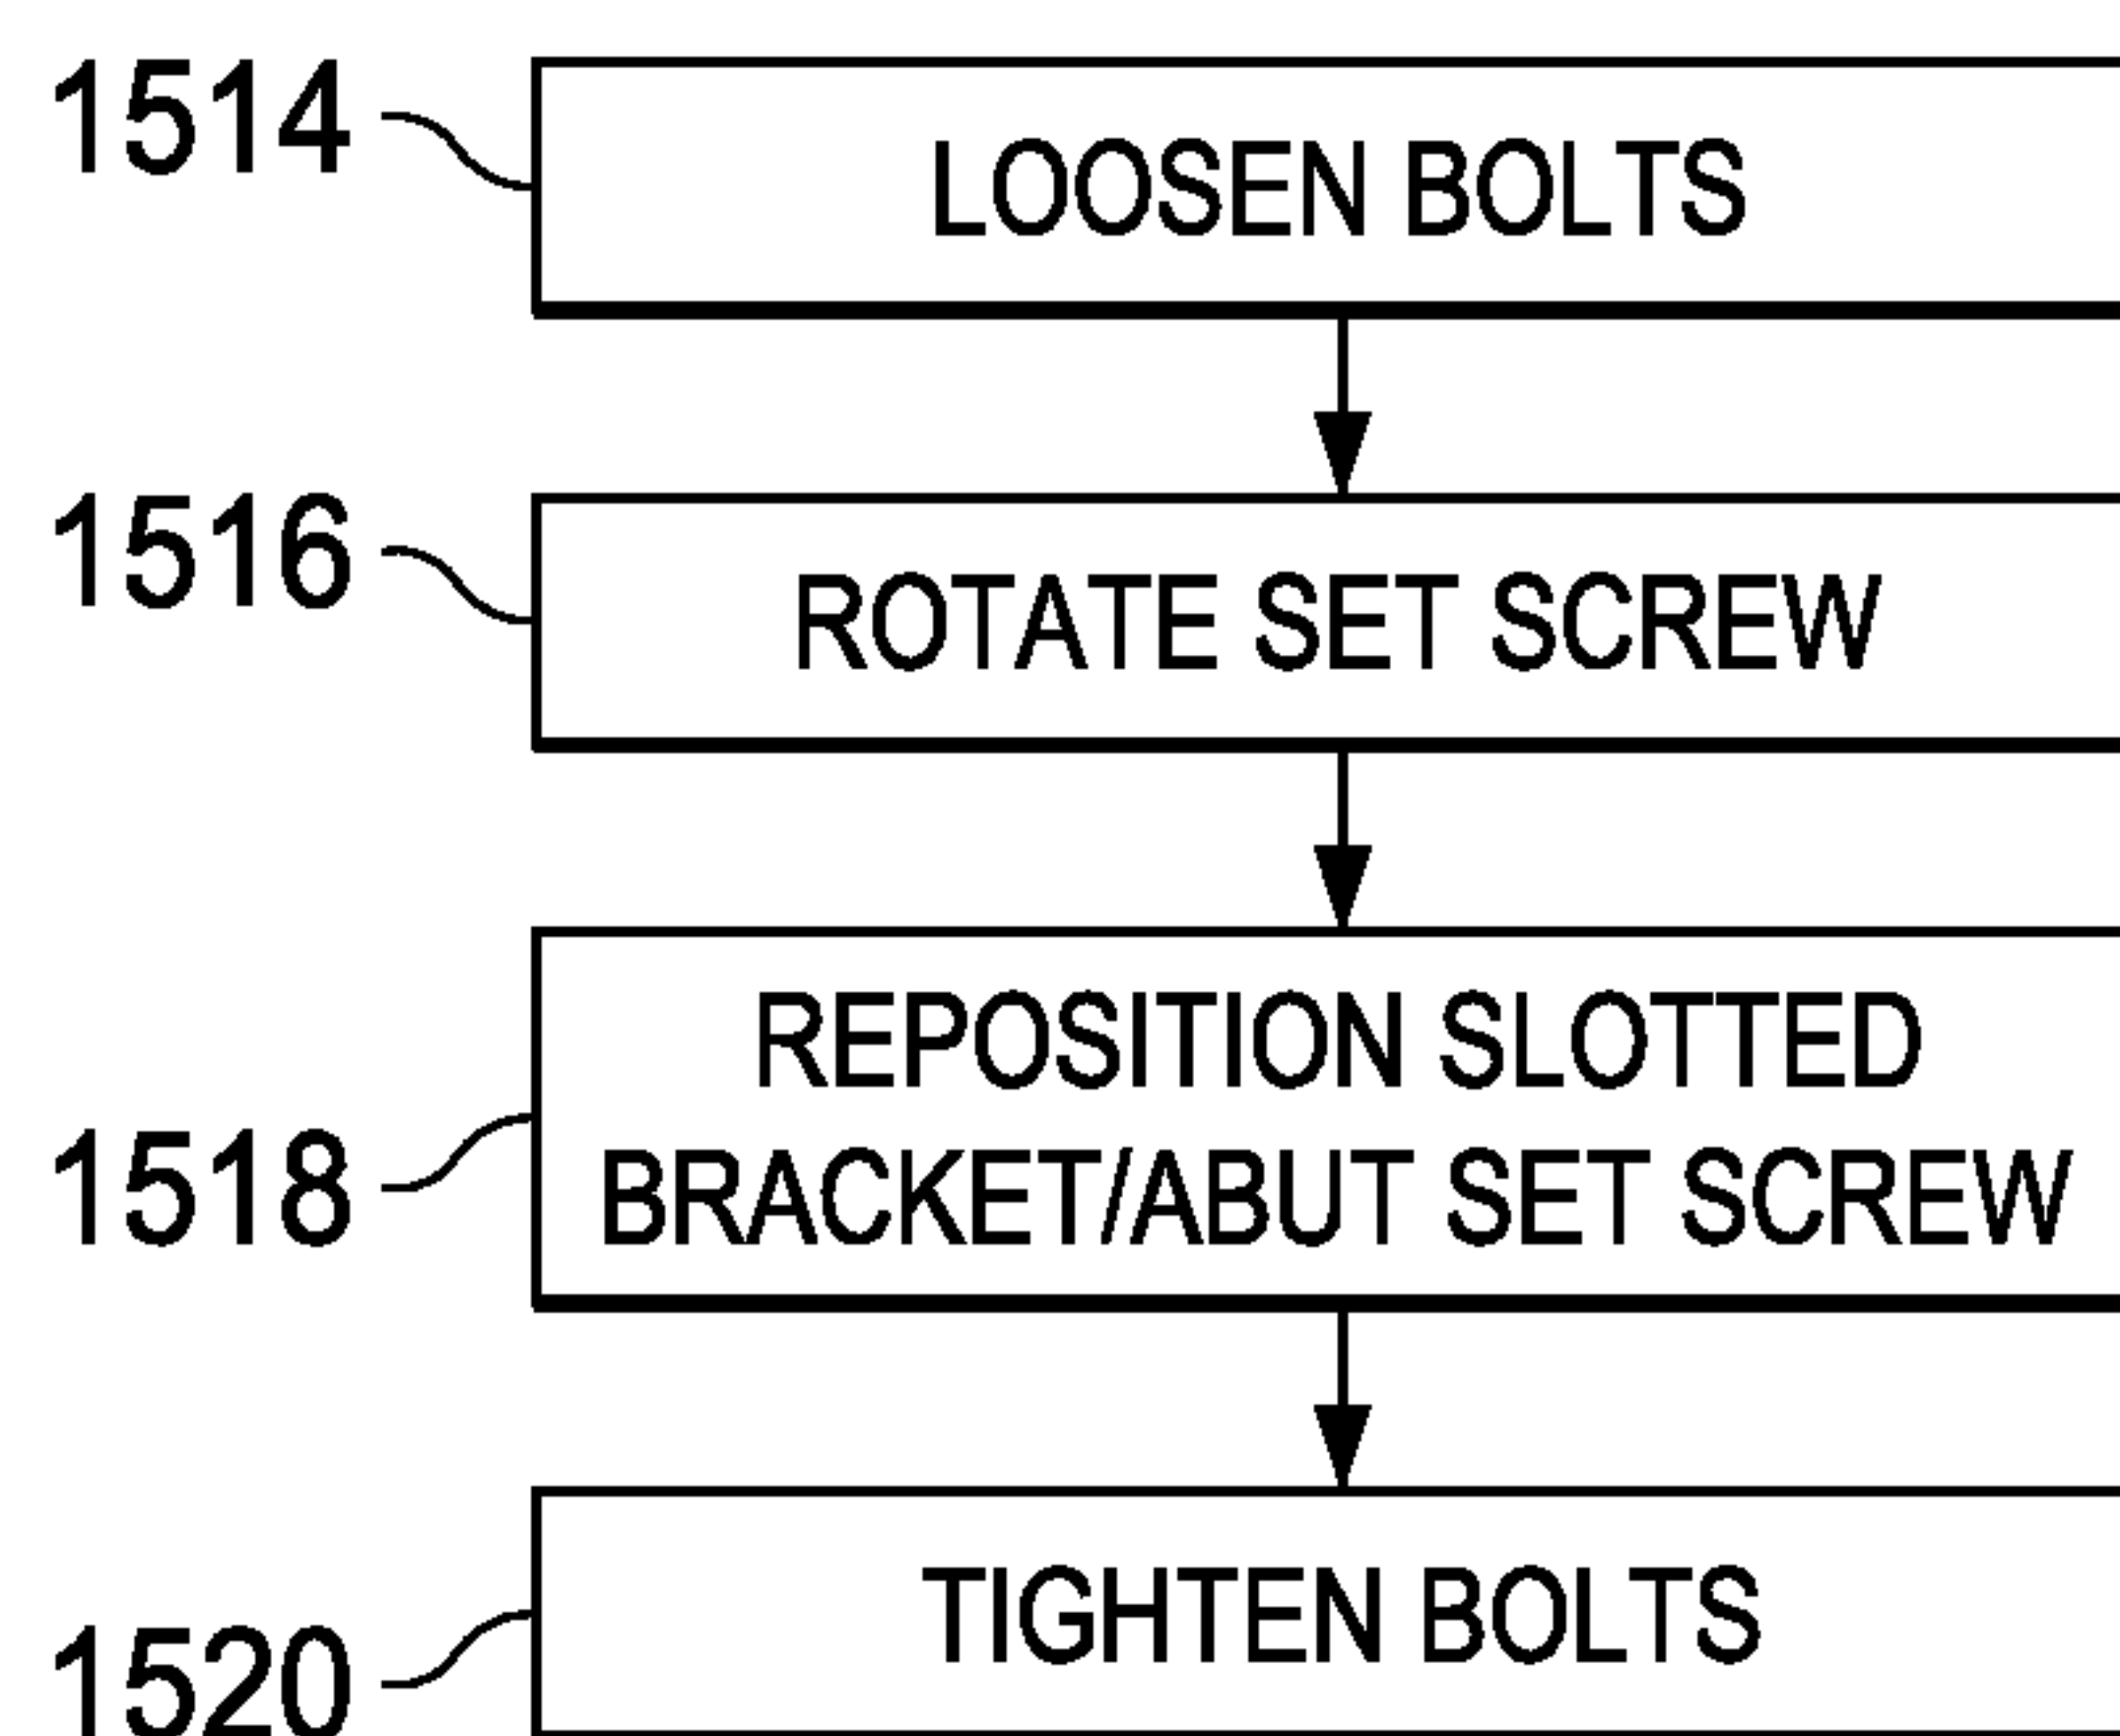 1514
LOOSEN BOLTS
1516
ROTATE SET SCREW
REPOSITION SLOTTED
1518
BRACKET/ABUT SET SCREW
TIGHTEN BOLTS
1520